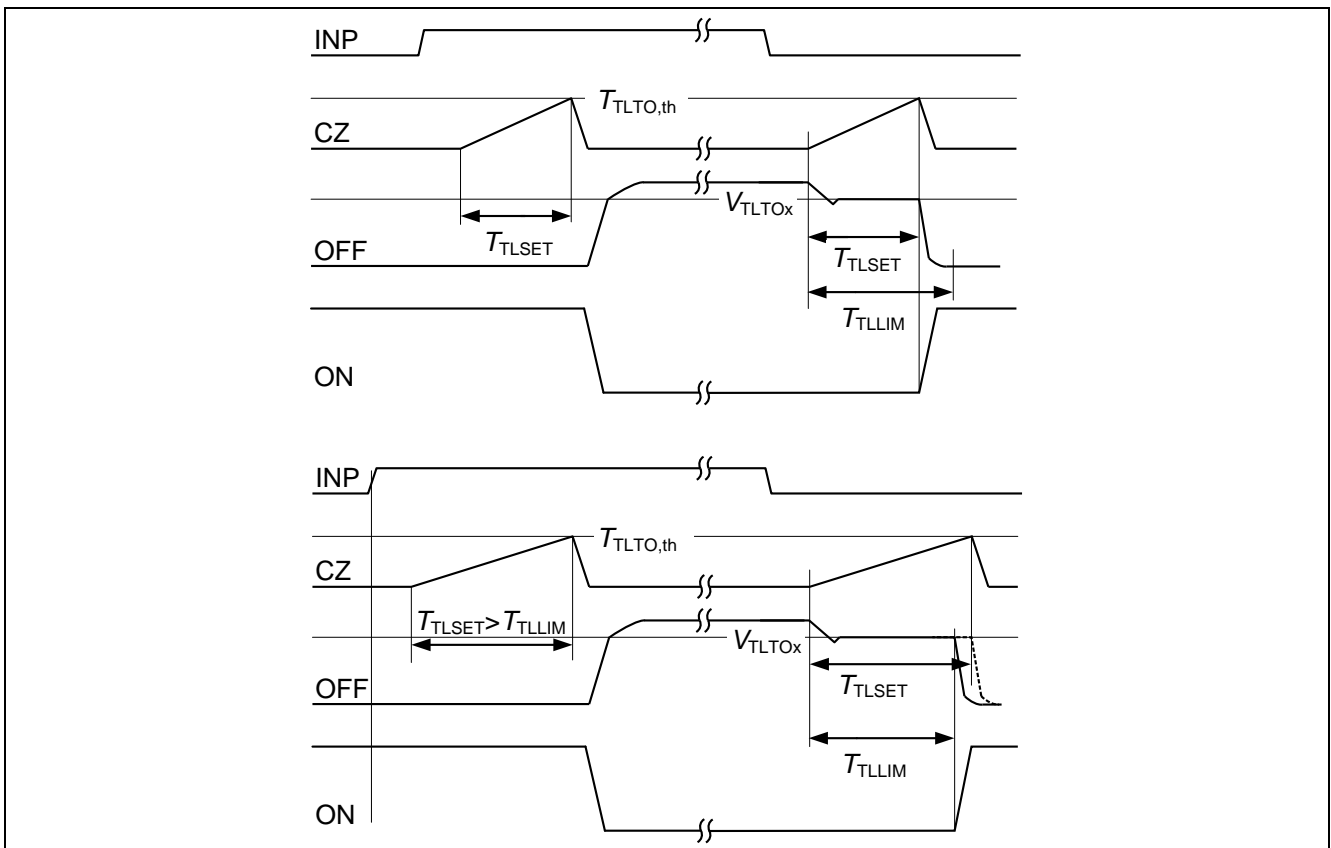 INP
T_TLTO,th
CZ
V_TLTOx
T_TLSET
T_TLSET
OFF
T_TLLIM
ON
INP
T_TLTO,th
CZ
T_TLSET> T_TLLIM
V_TLTOx
T_TLSET
OFF
T_TLLIM
ON